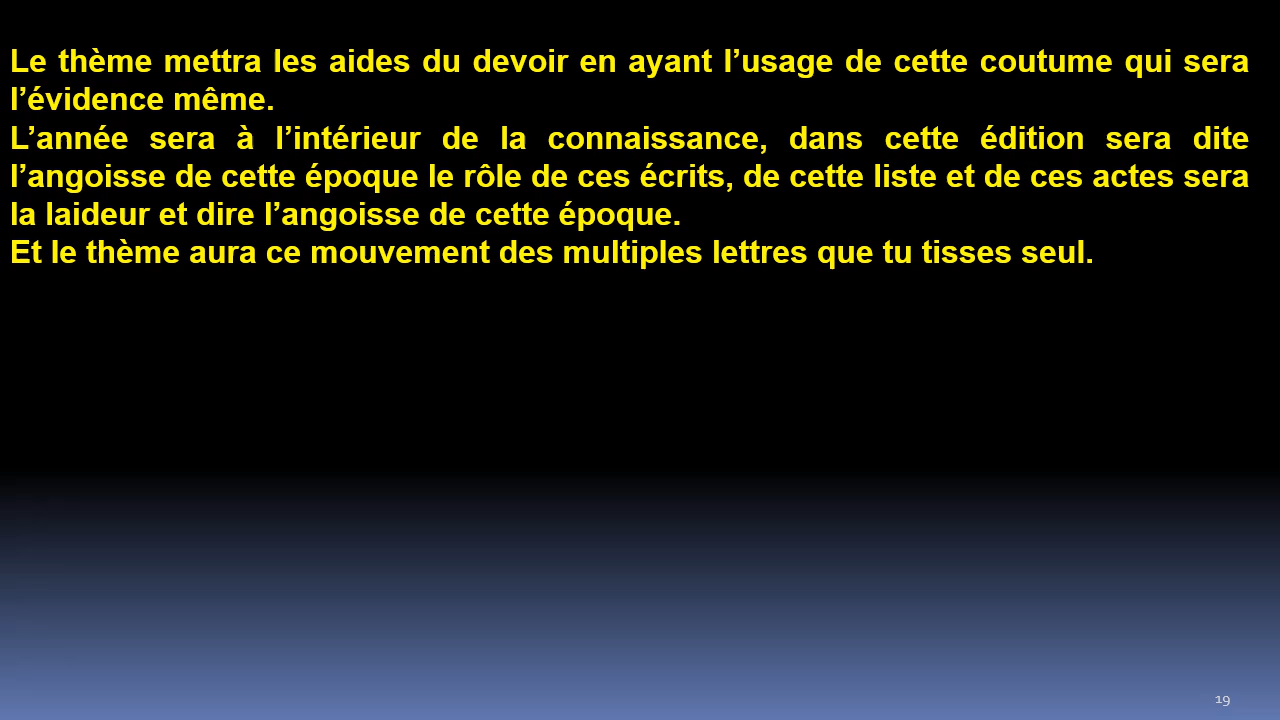 Le thème mettra les aides du devoir en ayant l’usage de cette coutume qui sera
l’évidence même.
L’année sera à l’intérieur de la connaissance, dans cette édition sera dite
l’angoisse de cette époque le rôle de ces écrits, de cette liste et de ces actes sera
la laideur et dire l’angoisse de cette époque.
Et le thème aura ce mouvement des multiples lettres que tu tisses seul.
19